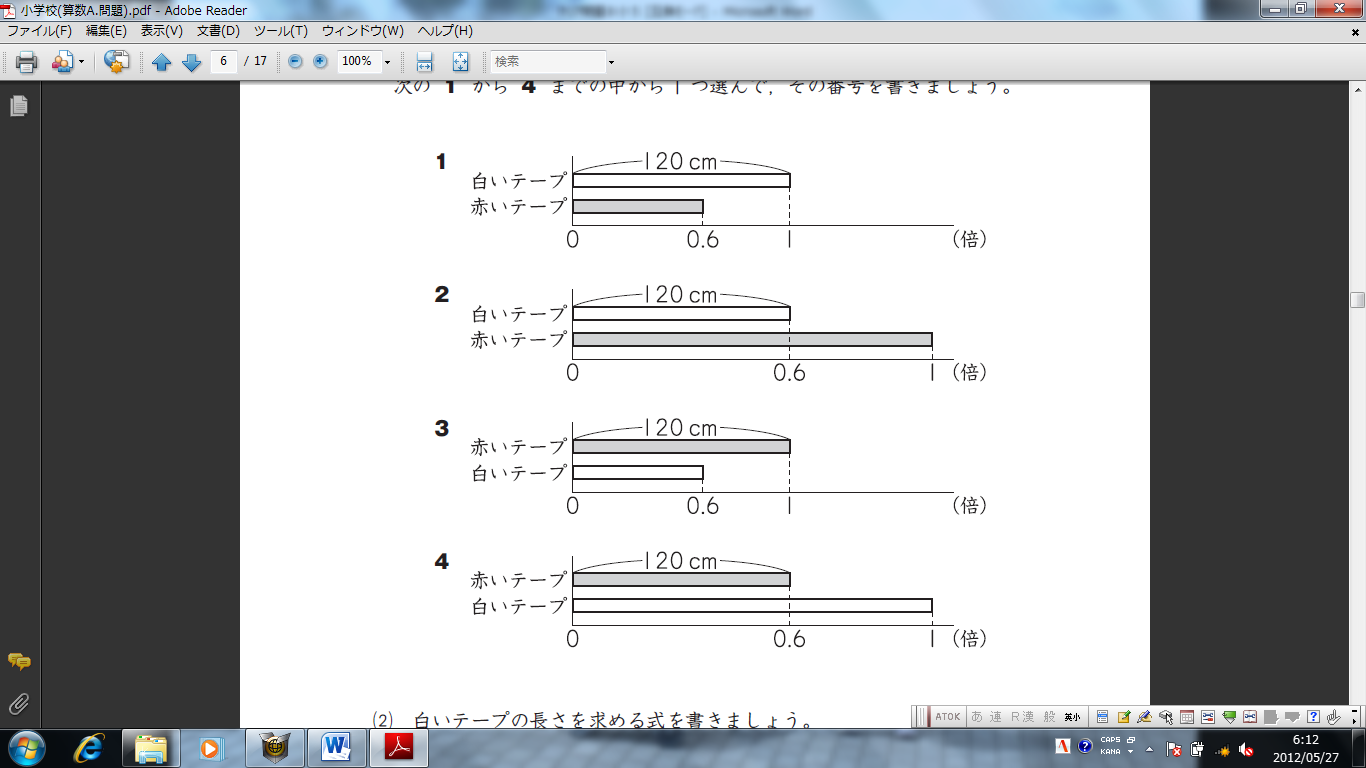 小学校(算数A.問題).pdf - Adobe Reader
ファイル(F) 編集(E) 表示(V) 文書(D) ツール(T) ウィンドウ(W) ヘルプ(H)
6 / 17 100% 検索
次の 1 から 4 までの中から 1 つ選んで，その番号を書きましょう。
1
120 cm
白いテープ
赤いテープ
0 0.6 1 (倍)
2
120 cm
白いテープ
赤いテープ
0 0.6 1 (倍)
3
120 cm
赤いテープ
白いテープ
0 0.6 1 (倍)
4
120 cm
赤いテープ
白いテープ
0 0.6 1 (倍)
(2) 白いテープの長さを求める式を書きましょう。
ATOK あ 連 R漢 般 英小
CAPS
KANA
6:12
2012/05/27